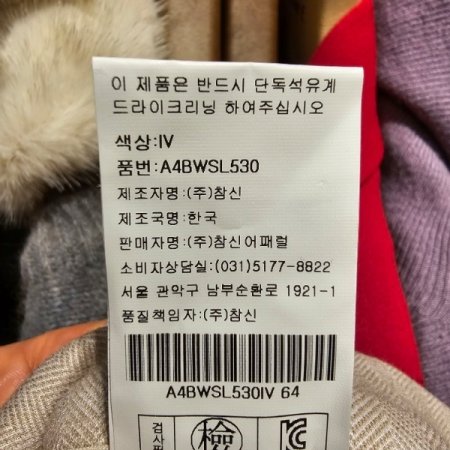 이 제품은 반드시 단독석유계
드라이크리닝 하여주십시오
색상:IV
품번:A4BWSL530
제조자명:(주)참신
제조국명:한국
판매자명:(주)참신어패럴
소비자상담실:(031)5177-8822
서울 관악구 남부순환로 1921-1
품질책임자:(주)참신
A4BWSL530IV 64
검사
檢